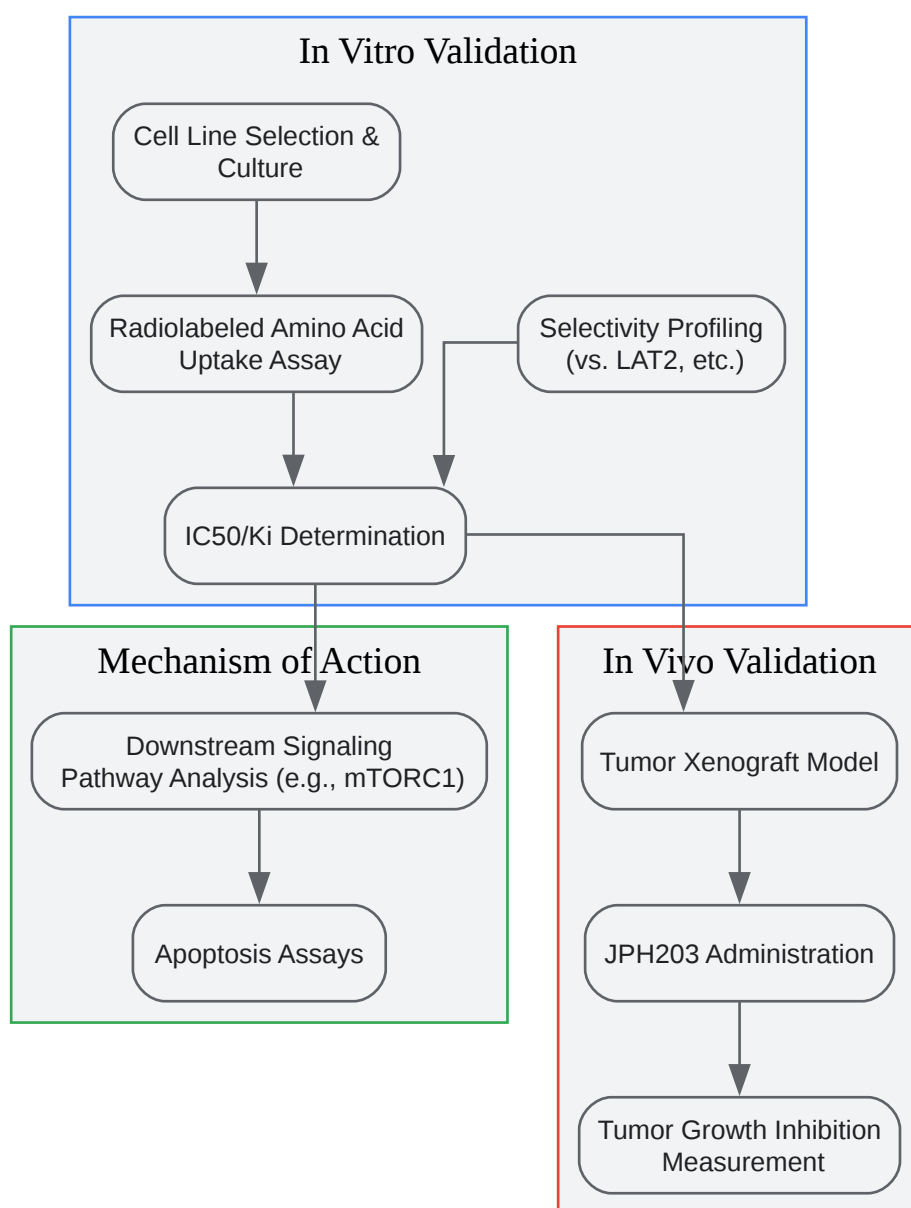 In Vitro Validation
Cell Line Selection &
Culture
Radiolabeled Amino Acid
Uptake Assay
Selectivity Profiling
(vs. LAT2, etc.)
IC50/Ki Determination
Mechanism of Action
Downstream Signaling
Pathway Analysis (e.g., mTORC1)
Apoptosis Assays
In Vivo Validation
Tumor Xenograft Model
JPH203 Administration
Tumor Growth Inhibition
Measurement